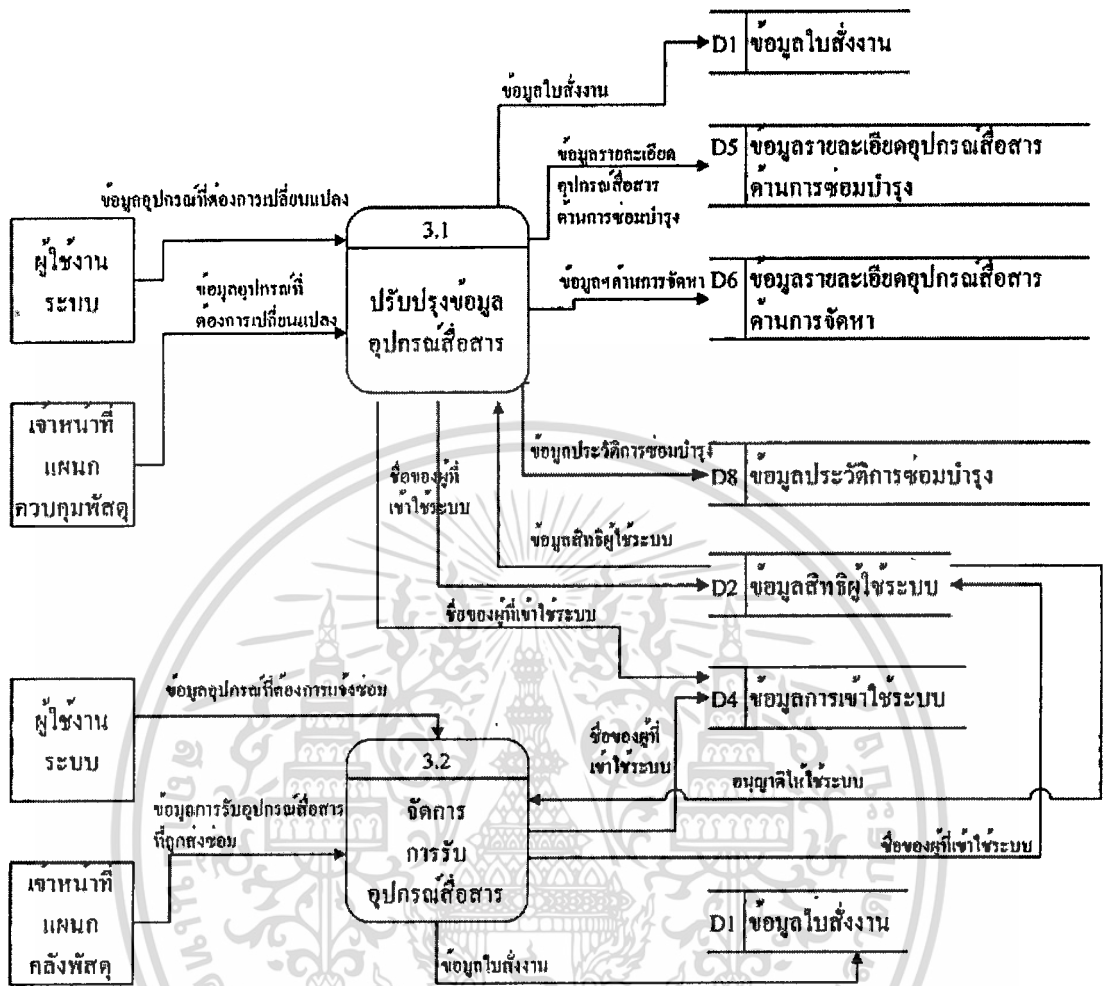 D1 ข้อมูลใบสั่งงาน
ข้อมูลใบสั่งงาน
D5 ข้อมูลรายละเอียดอุปกรณ์สื่อสาร
ด้านการซ่อมบำรุง
ข้อมูลรายละเอียด
อุปกรณ์สื่อสาร
ด้านการซ่อมบำรุง
ข้อมูลอุปกรณ์ที่ต้องการเปลี่ยนแปลง
ผู้ใช้งาน
ระบบ
3.1
ปรับปรุงข้อมูล
อุปกรณ์สื่อสาร
ข้อมูลอุปกรณ์ที่
ต้องการเปลี่ยนแปลง
ข้อมูลฯด้านการจัดหา
D6 ข้อมูลรายละเอียดอุปกรณ์สื่อสาร
ด้านการจัดหา
เจ้าหน้าที่
แผนก
ควบคุมพัสดุ
ข้อมูลประวัติการซ่อมบำรุง
D8 ข้อมูลประวัติการซ่อมบำรุง
ชื่อของผู้ที่
เข้าใช้ระบบ
ข้อมูลสิทธิผู้ใช้ระบบ
D2 ข้อมูลสิทธิผู้ใช้ระบบ
ชื่อของผู้ที่เข้าใช้ระบบ
D4 ข้อมูลการเข้าใช้ระบบ
ผู้ใช้งาน
ระบบ
ข้อมูลอุปกรณ์ที่ต้องการแจ้งซ่อม
3.2
จัดการ
การรับ
อุปกรณ์สื่อสาร
ชื่อของผู้ที่
เข้าใช้ระบบ
อนุญาติให้ใช้ระบบ
ข้อมูลการรับอุปกรณ์สื่อสาร
ที่ถูกส่งซ่อม
ชื่อของผู้ที่เข้าใช้ระบบ
เจ้าหน้าที่
แผนก
คลังพัสดุ
D1 ข้อมูลใบสั่งงาน
ข้อมูลใบสั่งงาน